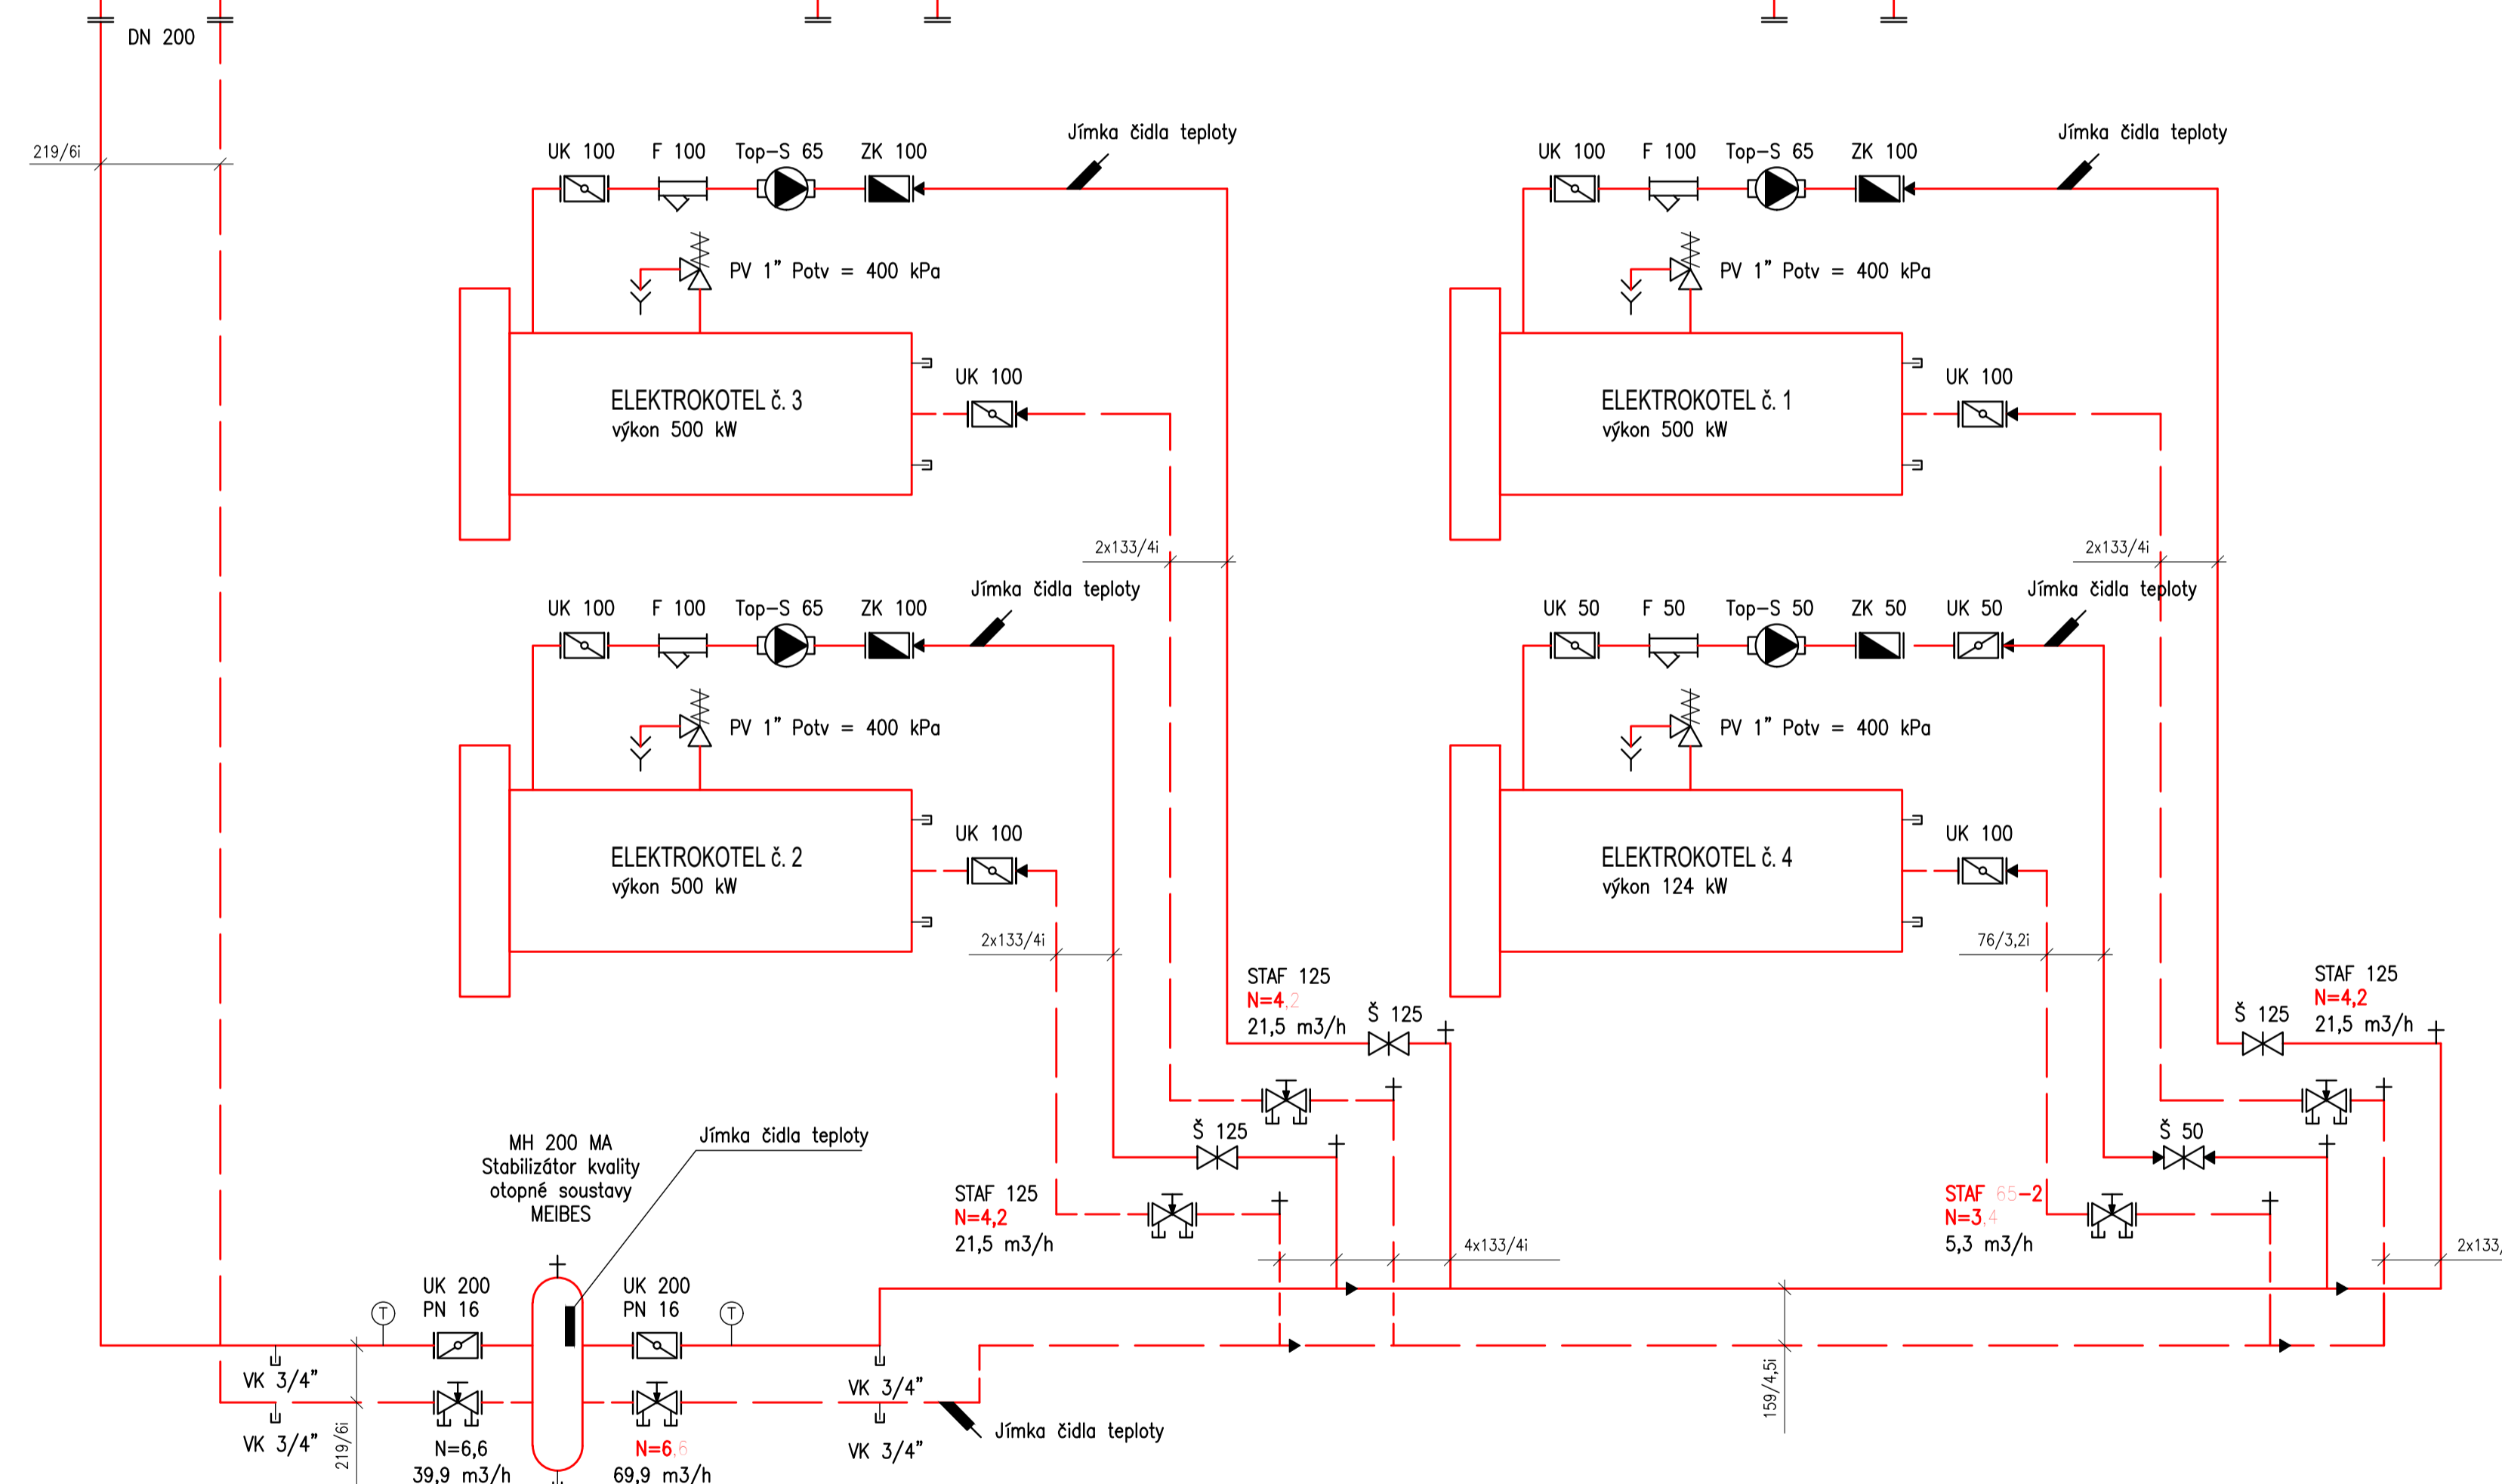 DN 200
219/6i
UK 100
F 100
Top-S 65
ZK 100
Jímka čidla teploty
PV 1" Potv = 400 kPa
ELEKTROKOTEL č. 3
výkon 500 kW
UK 100
2x133/4i
UK 100
F 100
Top-S 65
ZK 100
Jímka čidla teploty
PV 1" Potv = 400 kPa
ELEKTROKOTEL č. 1
výkon 500 kW
UK 100
2x133/4i
UK 100
F 100
Top-S 65
ZK 100
Jímka čidla teploty
PV 1" Potv = 400 kPa
ELEKTROKOTEL č. 2
výkon 500 kW
UK 100
2x133/4i
UK 50
F 50
Top-S 50
ZK 50
UK 50
Jímka čidla teploty
PV 1" Potv = 400 kPa
ELEKTROKOTEL č. 4
výkon 124 kW
UK 100
76/3,2i
STAF 125
N=4,2
21,5 m3/h
Š 125
STAF 125
N=4,2
21,5 m3/h
Š 125
Š 125
STAF 125
N=4,2
21,5 m3/h
4x133/4i
Š 50
STAF 65-2
N=3,4
5,3 m3/h
2x133/
MH 200 MA
Stabilizátor kvality
otopné soustavy
MEIBES
Jímka čidla teploty
UK 200
PN 16
UK 200
PN 16
T
T
VK 3/4"
VK 3/4"
219/6i
N=6,6
39,9 m3/h
N=6,6
69,9 m3/h
VK 3/4"
VK 3/4"
Jímka čidla teploty
159/4,5i